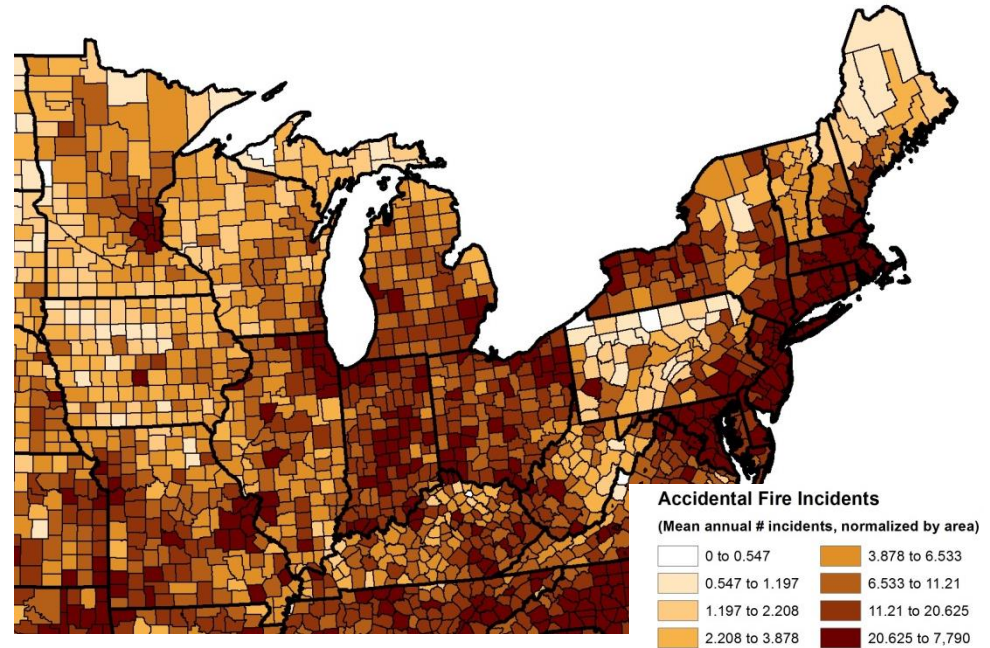 Accidental Fire Incidents
(Mean annual # incidents, normalized by area)
0 to 0.547
0.547 to 1.197
1.197 to 2.208
2.208 to 3.878
3.878 to 6.533
6.533 to 11.21
11.21 to 20.625
20.625 to 7,790